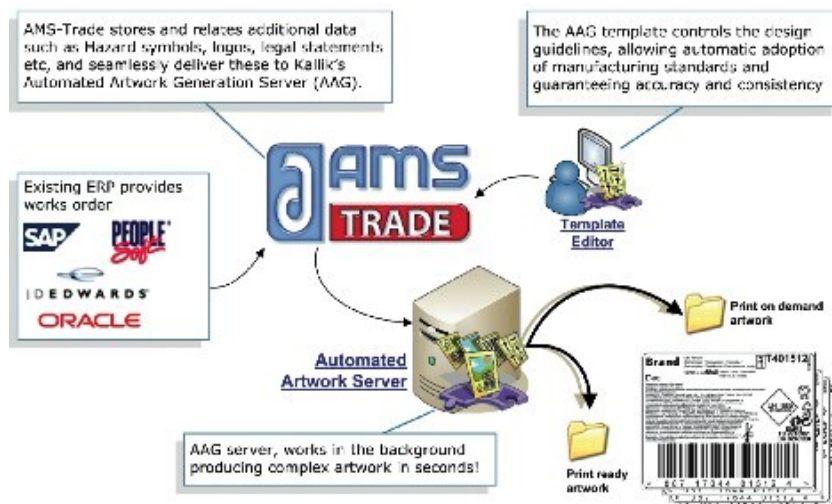 AMS-Trade stores and relates additional data
such as Hazard symbols, logos, legal statements
etc, and seamlessly deliver these to Kallik's
Automated Artwork Generation Server (AAG).
The AAG template controls the design
guidelines, allowing automatic adoption
of manufacturing standards and
guaranteeing accuracy and consistency
Existing ERP provides
works order
SAP
PEOPLE
Soft
JDEDWARDS
ORACLE
AMS
TRADE
Template
Editor
Automated
Artwork Server
Print on demand
artwork
AAG server, works in the background
producing complex artwork in seconds!
Print ready
artwork
Brand
T401512